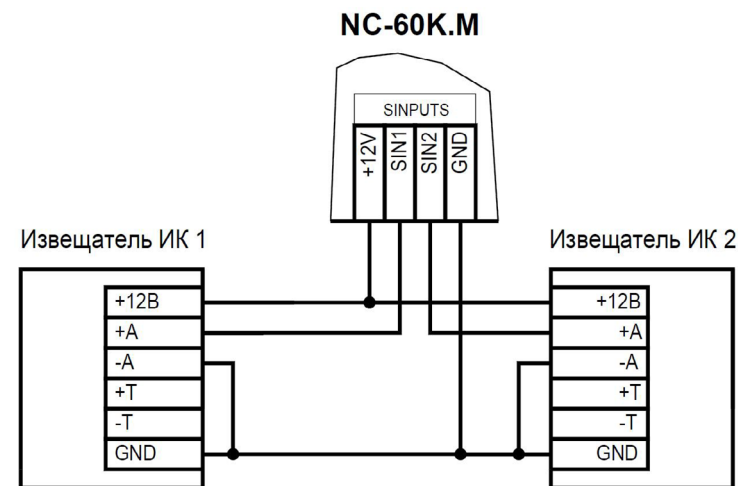 NC-60K.M
SINPUTS
+12V
SIN1
SIN2
GND
Извещатель ИК 1
+12В
+А
-А
+Т
-Т
GND
Извещатель ИК 2
+12В
+А
-А
+Т
-Т
GND